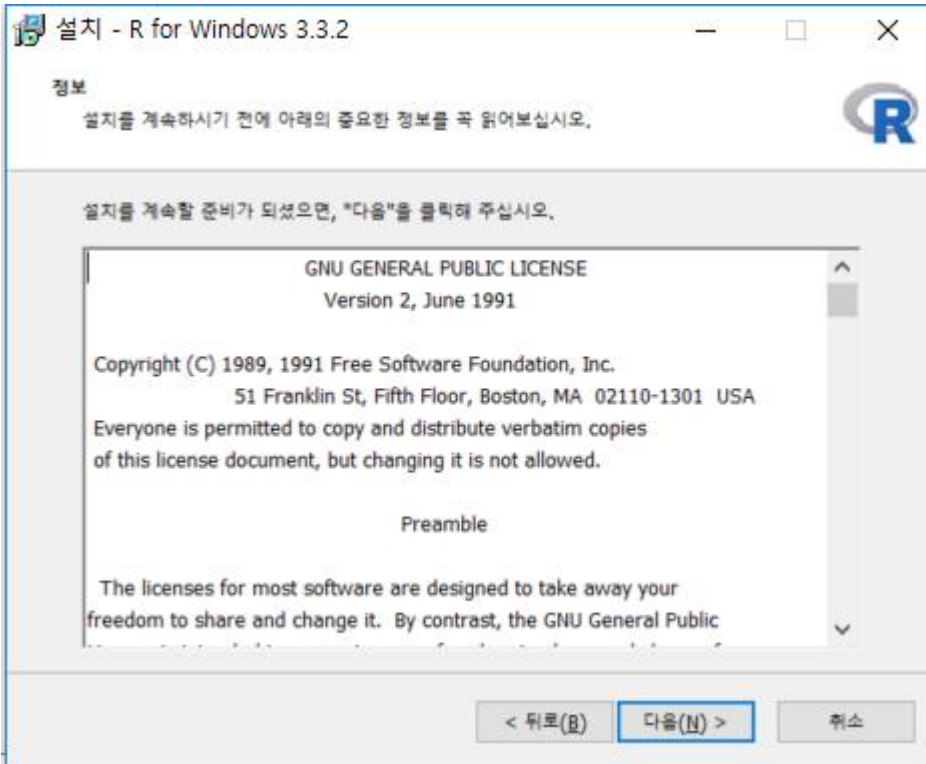 설치 - R for Windows 3.3.2
정보
설치를 계속하시기 전에 아래의 중요한 정보를 꼭 읽어보십시오.
R
설치를 계속할 준비가 되셨으면, "다음"을 클릭해 주십시오.
GNU GENERAL PUBLIC LICENSE
Version 2, June 1991
Copyright (C) 1989, 1991 Free Software Foundation, Inc.
51 Franklin St, Fifth Floor, Boston, MA 02110-1301 USA
Everyone is permitted to copy and distribute verbatim copies
of this license document, but changing it is not allowed.
Preamble
The licenses for most software are designed to take away your
freedom to share and change it. By contrast, the GNU General Public
< 뒤로(B)
다음(N) >
취소